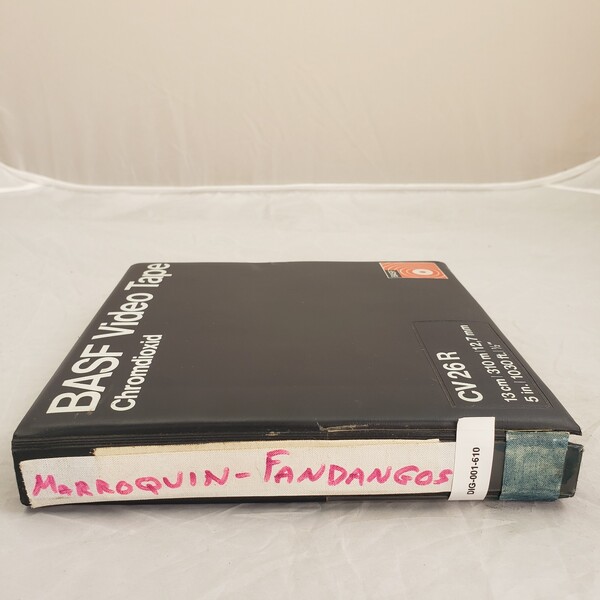 BASF Video Tape
Chromdioxid
CV 26 R
13 cm | 310 m | 12,7 mm
5 in. | 1030 ft. | ½"
MARROQUIN - FANDANGOS
DIG-001-610